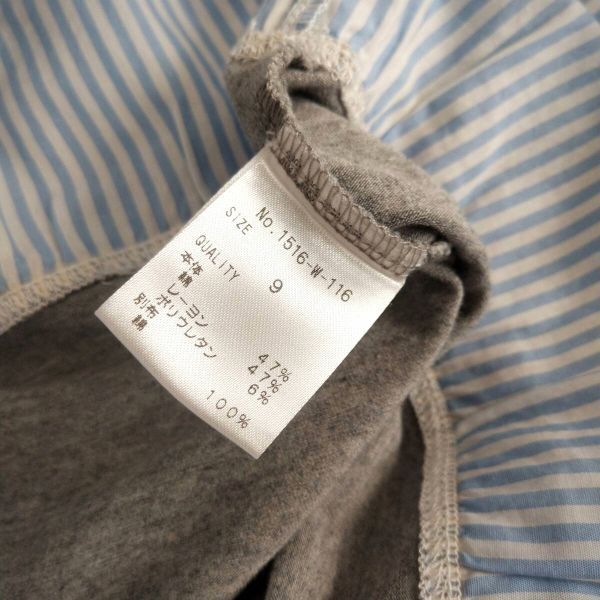 No.1516-W-116
SIZE 9
QUALITY
本体
綿 47%
レーヨン 47%
ポリウレタン 6%
別布
綿 100%